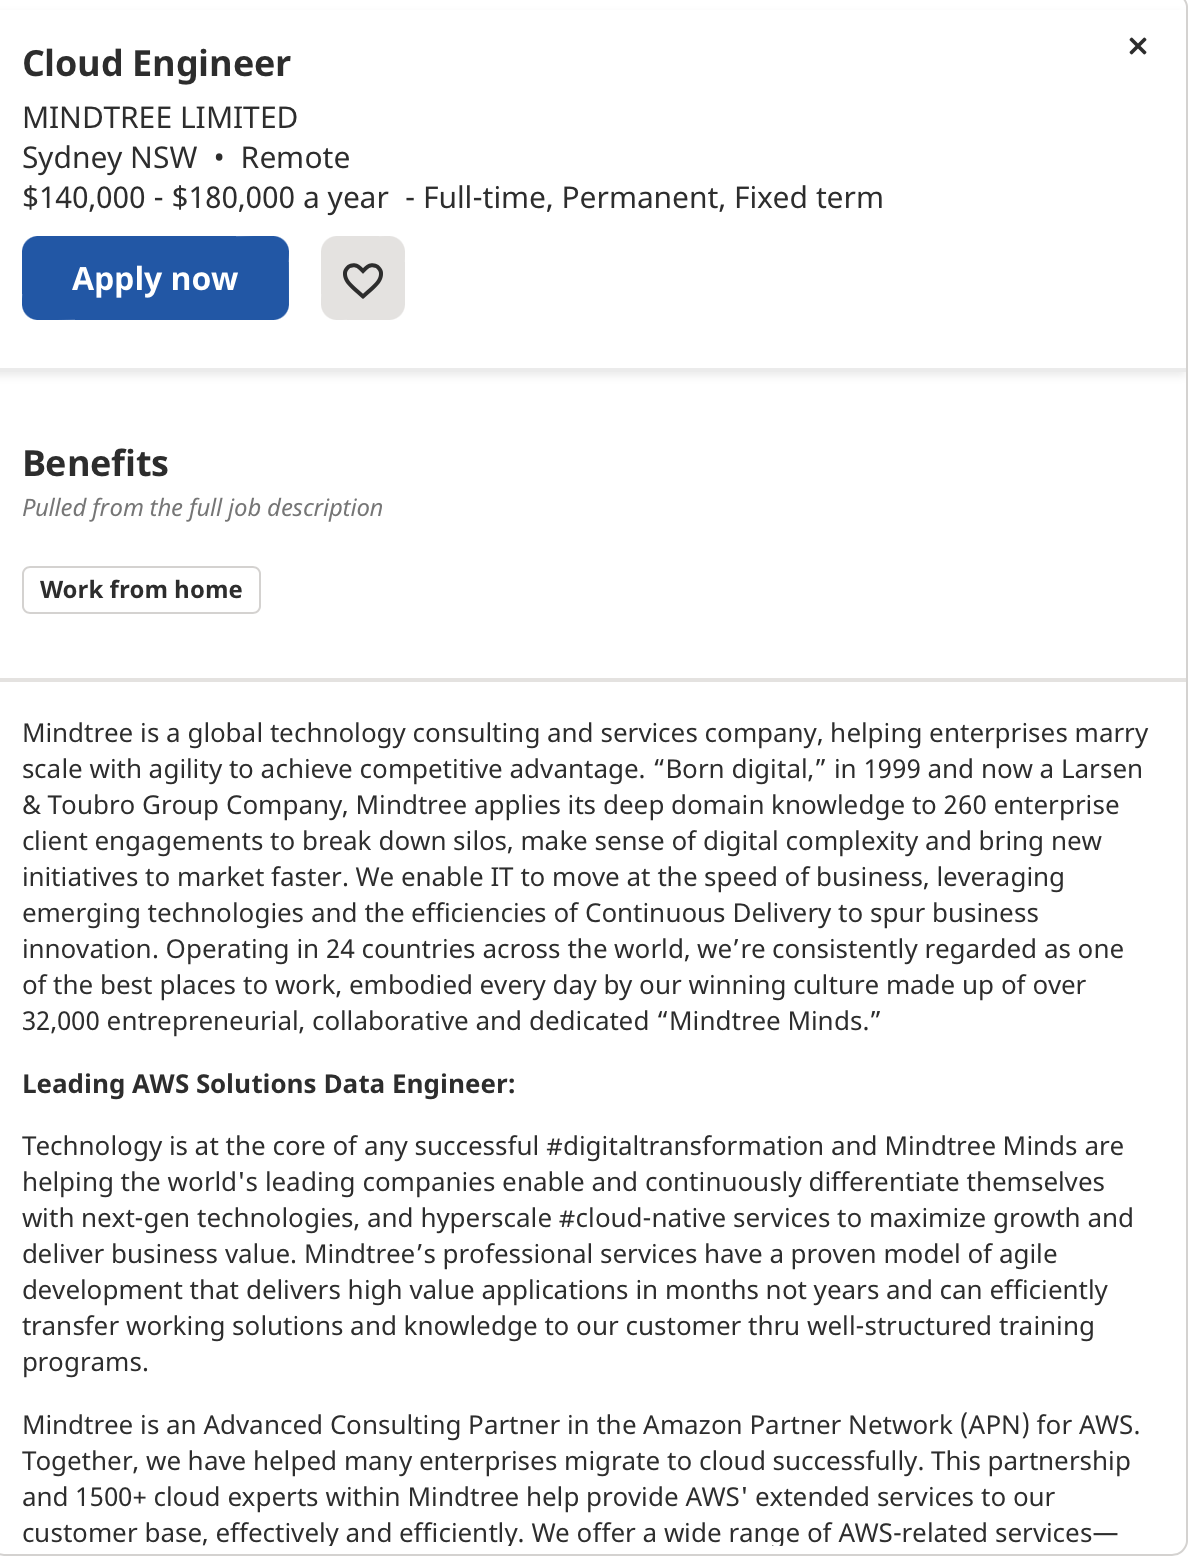 Cloud Engineer
MINDTREE LIMITED
Sydney NSW • Remote
$140,000 - $180,000 a year - Full-time, Permanent, Fixed term
Apply now
Benefits
Pulled from the full job description
Work from home
Mindtree is a global technology consulting and services company, helping enterprises marry
scale with agility to achieve competitive advantage. “Born digital,” in 1999 and now a Larsen
& Toubro Group Company, Mindtree applies its deep domain knowledge to 260 enterprise
client engagements to break down silos, make sense of digital complexity and bring new
initiatives to market faster. We enable IT to move at the speed of business, leveraging
emerging technologies and the efficiencies of Continuous Delivery to spur business
innovation. Operating in 24 countries across the world, we’re consistently regarded as one
of the best places to work, embodied every day by our winning culture made up of over
32,000 entrepreneurial, collaborative and dedicated “Mindtree Minds.”
Leading AWS Solutions Data Engineer:
Technology is at the core of any successful #digitaltransformation and Mindtree Minds are
helping the world's leading companies enable and continuously differentiate themselves
with next-gen technologies, and hyperscale #cloud-native services to maximize growth and
deliver business value. Mindtree’s professional services have a proven model of agile
development that delivers high value applications in months not years and can efficiently
transfer working solutions and knowledge to our customer thru well-structured training
programs.
Mindtree is an Advanced Consulting Partner in the Amazon Partner Network (APN) for AWS.
Together, we have helped many enterprises migrate to cloud successfully. This partnership
and 1500+ cloud experts within Mindtree help provide AWS' extended services to our
customer base, effectively and efficiently. We offer a wide range of AWS-related services—